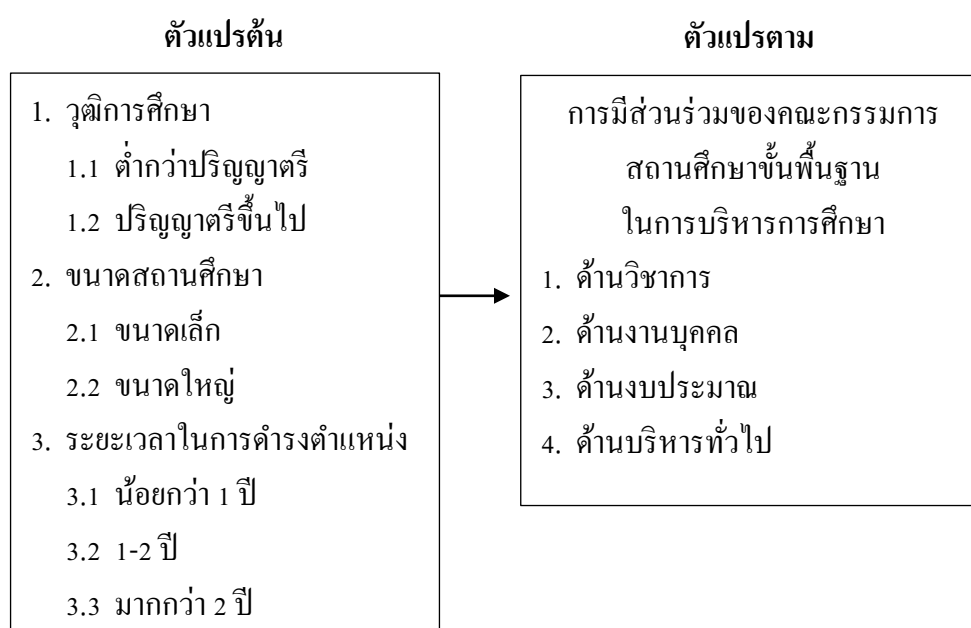 ตัวแปรต้น
1. วุฒิการศึกษา
1.1 ต่ำกว่าปริญญาตรี
1.2 ปริญญาตรีขึ้นไป
2. ขนาดสถานศึกษา
2.1 ขนาดเล็ก
2.2 ขนาดใหญ่
3. ระยะเวลาในการดำรงตำแหน่ง
3.1 น้อยกว่า 1 ปี
3.2 1-2 ปี
3.3 มากกว่า 2 ปี
ตัวแปรตาม
การมีส่วนร่วมของคณะกรรมการ
สถานศึกษาขั้นพื้นฐาน
ในการบริหารการศึกษา
1. ด้านวิชาการ
2. ด้านงานบุคคล
3. ด้านงบประมาณ
4. ด้านบริหารทั่วไป